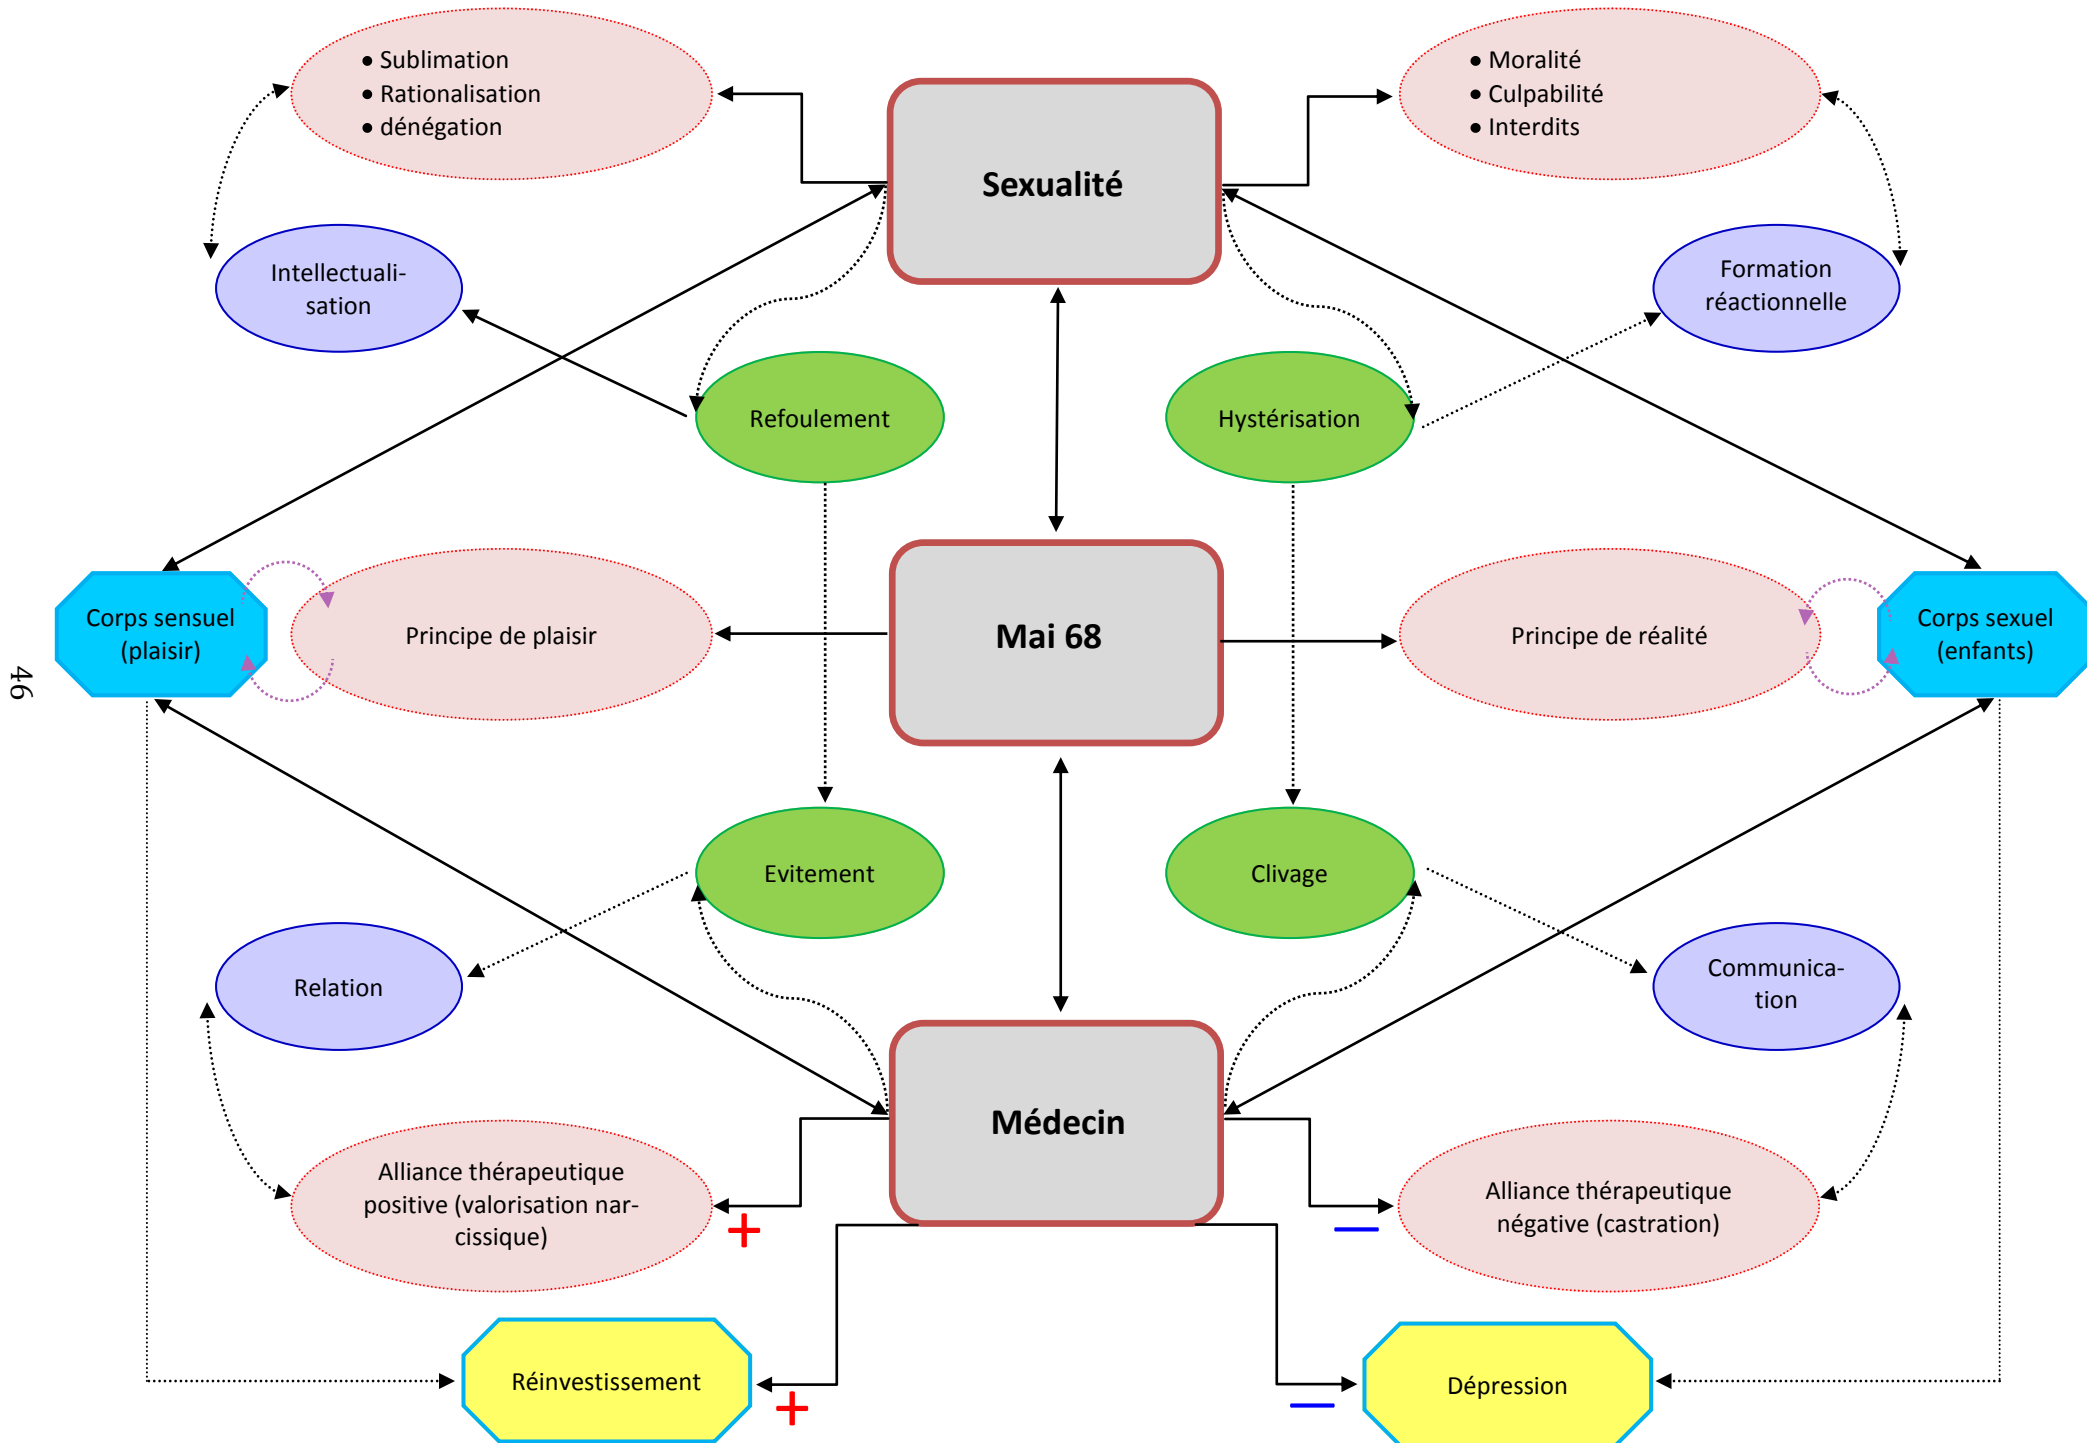 • Sublimation
• Rationalisation
• dénégation
Sexualité
• Moralité
• Culpabilité
• Interdits
Intellectuali-
sation
Formation
réactionnelle
Refoulement
Hystérisation
Corps sensuel
(plaisir)
Principe de plaisir
Mai 68
Principe de réalité
Corps sexuel
(enfants)
46
Evitement
Clivage
Relation
Communica-
tion
Médecin
Alliance thérapeutique
positive (valorisation nar-
cissique)
+
Alliance thérapeutique
négative (castration)
—
Réinvestissement
+
Dépression
—